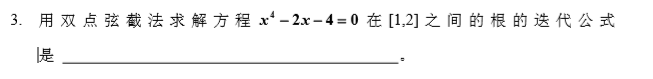 3. 用双点弦截法求解方程 x⁴ − 2x − 4 = 0 在 [1,2] 之间的根的迭代公式
是 ____________________。